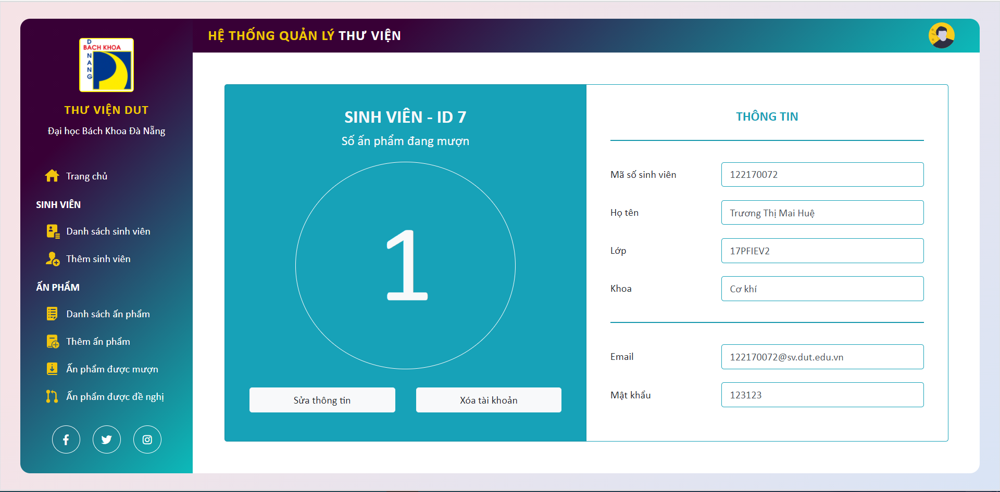 D
BÁCH KHOA
N
A
N
G
THƯ VIỆN DUT
Đại học Bách Khoa Đà Nẵng
Trang chủ
SINH VIÊN
Danh sách sinh viên
Thêm sinh viên
ẤN PHẨM
Danh sách ấn phẩm
Thêm ấn phẩm
Ấn phẩm được mượn
Ấn phẩm được đề nghị
HỆ THỐNG QUẢN LÝ THƯ VIỆN
SINH VIÊN - ID 7
Số ấn phẩm đang mượn
1
Sửa thông tin
Xóa tài khoản
THÔNG TIN
Mã số sinh viên 122170072
Họ tên Trương Thị Mai Huệ
Lớp 17PFIEV2
Khoa Cơ khí
Email 122170072@sv.dut.edu.vn
Mật khẩu 123123